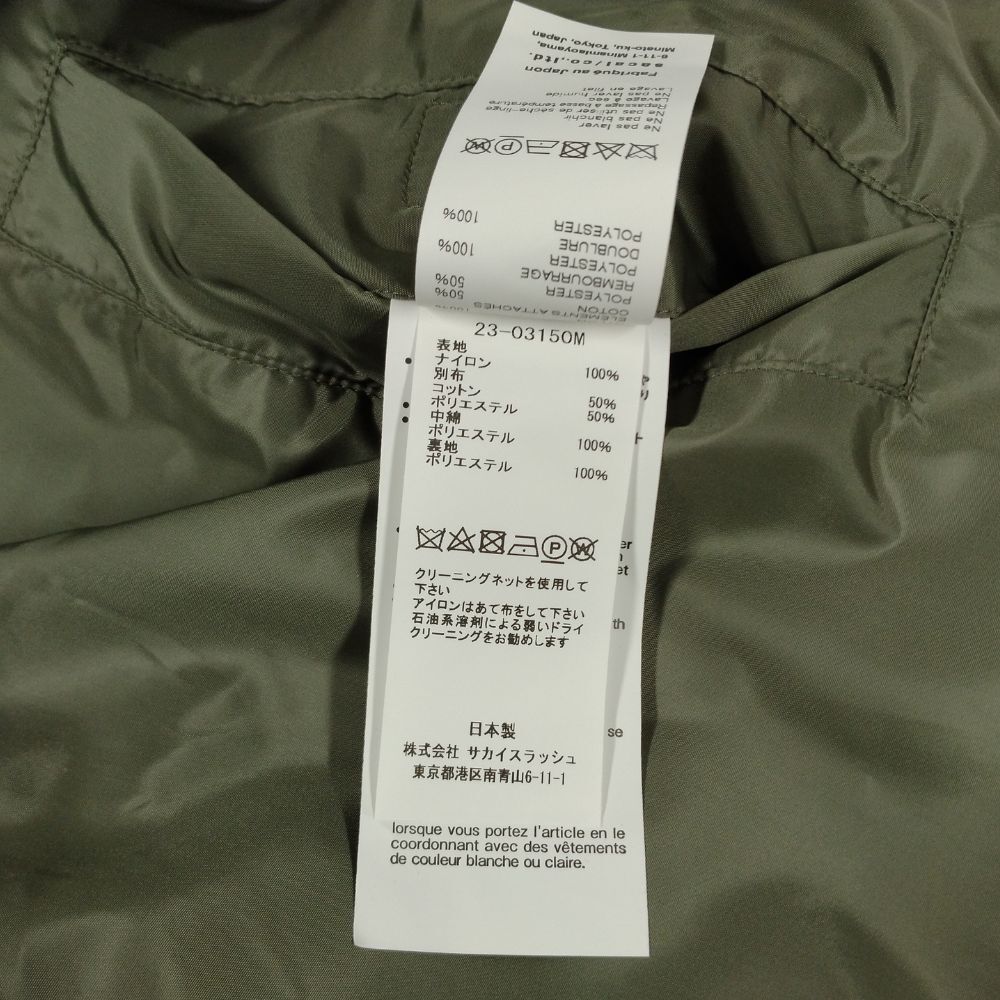 6-11-1 Minamiaoyama,
Minato-ku, Tokyo, Japan
sacai/co.,ltd.
Fabriqué au Japon
Lavage en filet
Ne pas laver humide
Lavage à sec
Repassage à basse température
Ne pas utiliser de sèche-linge
Ne pas blanchir
Ne pas laver
POLYESTER 100%
DOUBLURE
POLYESTER 100%
REMBOURRAGE
POLYESTER 50%
COTON 50%
ÉLÉMENTS ATTACHÉS
23-03150M
表地
ナイロン 100%
別布
コットン 50%
ポリエステル 50%
中綿
ポリエステル 100%
裏地
ポリエステル 100%
P W
クリーニングネットを使用して
下さい
アイロンはあて布をして下さい
石油系溶剤による弱いドライ
クリーニングをお勧めします
日本製
株式会社 サカイスラッシュ
東京都港区南青山6-11-1
er
et
th
se
lorsque vous portez l'article en le
coordonnant avec des vêtements
de couleur blanche ou claire.